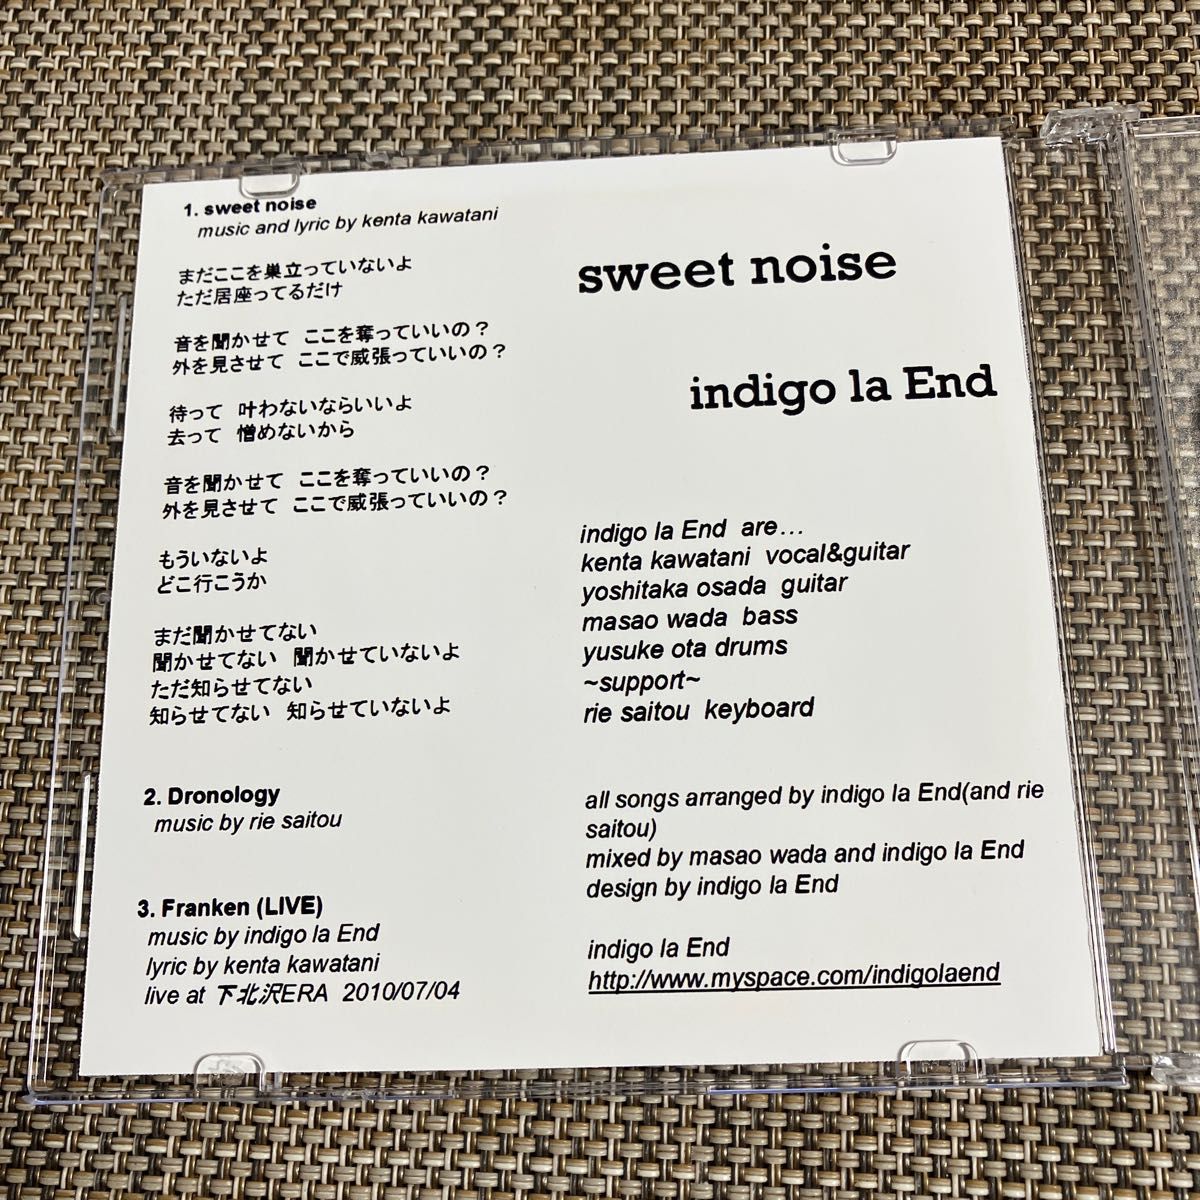 1. sweet noise
music and lyric by kenta kawatani
まだここを巣立っていないよ
ただ居座ってるだけ
音を聞かせて ここを奪っていいの？
外を見させて ここで威張っていいの？
待って 叶わないならいいよ
去って 憎めないから
音を聞かせて ここを奪っていいの？
外を見させて ここで威張っていいの？
もういないよ
どこ行こうか
まだ聞かせてない
聞かせてない 聞かせていないよ
ただ知らせてない
知らせてない 知らせていないよ
2. Dronology
music by rie saitou
3. Franken (LIVE)
music by indigo la End
lyric by kenta kawatani
live at 下北沢ERA 2010/07/04
sweet noise
indigo la End
indigo la End are…
kenta kawatani vocal&guitar
yoshitaka osada guitar
masao wada bass
yusuke ota drums
~support~
rie saitou keyboard
all songs arranged by indigo la End(and rie
saitou)
mixed by masao wada and indigo la End
design by indigo la End
indigo la End
http://www.myspace.com/indigolaend